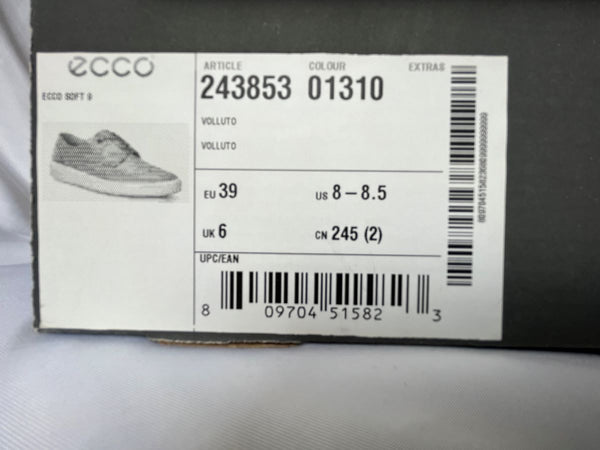 ecco
ECCO SOFT 9
ARTICLE COLOUR EXTRAS
243853 01310
VOLLUTO
VOLLUTO
EU 39 US 8-8.5
UK 6 CN 245 (2)
UPC/EAN
8 09704 51582 3